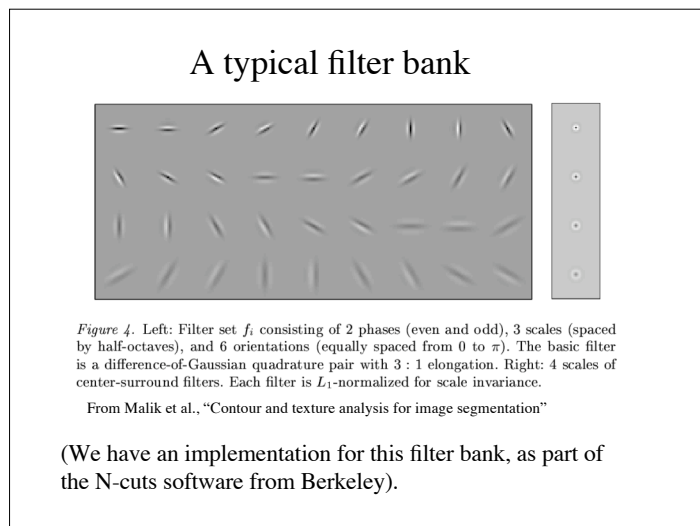 A typical filter bank
Figure 4. Left: Filter set fi consisting of 2 phases (even and odd), 3 scales (spaced
by half-octaves), and 6 orientations (equally spaced from 0 to π). The basic filter
is a difference-of-Gaussian quadrature pair with 3 : 1 elongation. Right: 4 scales of
center-surround filters. Each filter is L1-normalized for scale invariance.
From Malik et al., “Contour and texture analysis for image segmentation”
(We have an implementation for this filter bank, as part of
the N-cuts software from Berkeley).